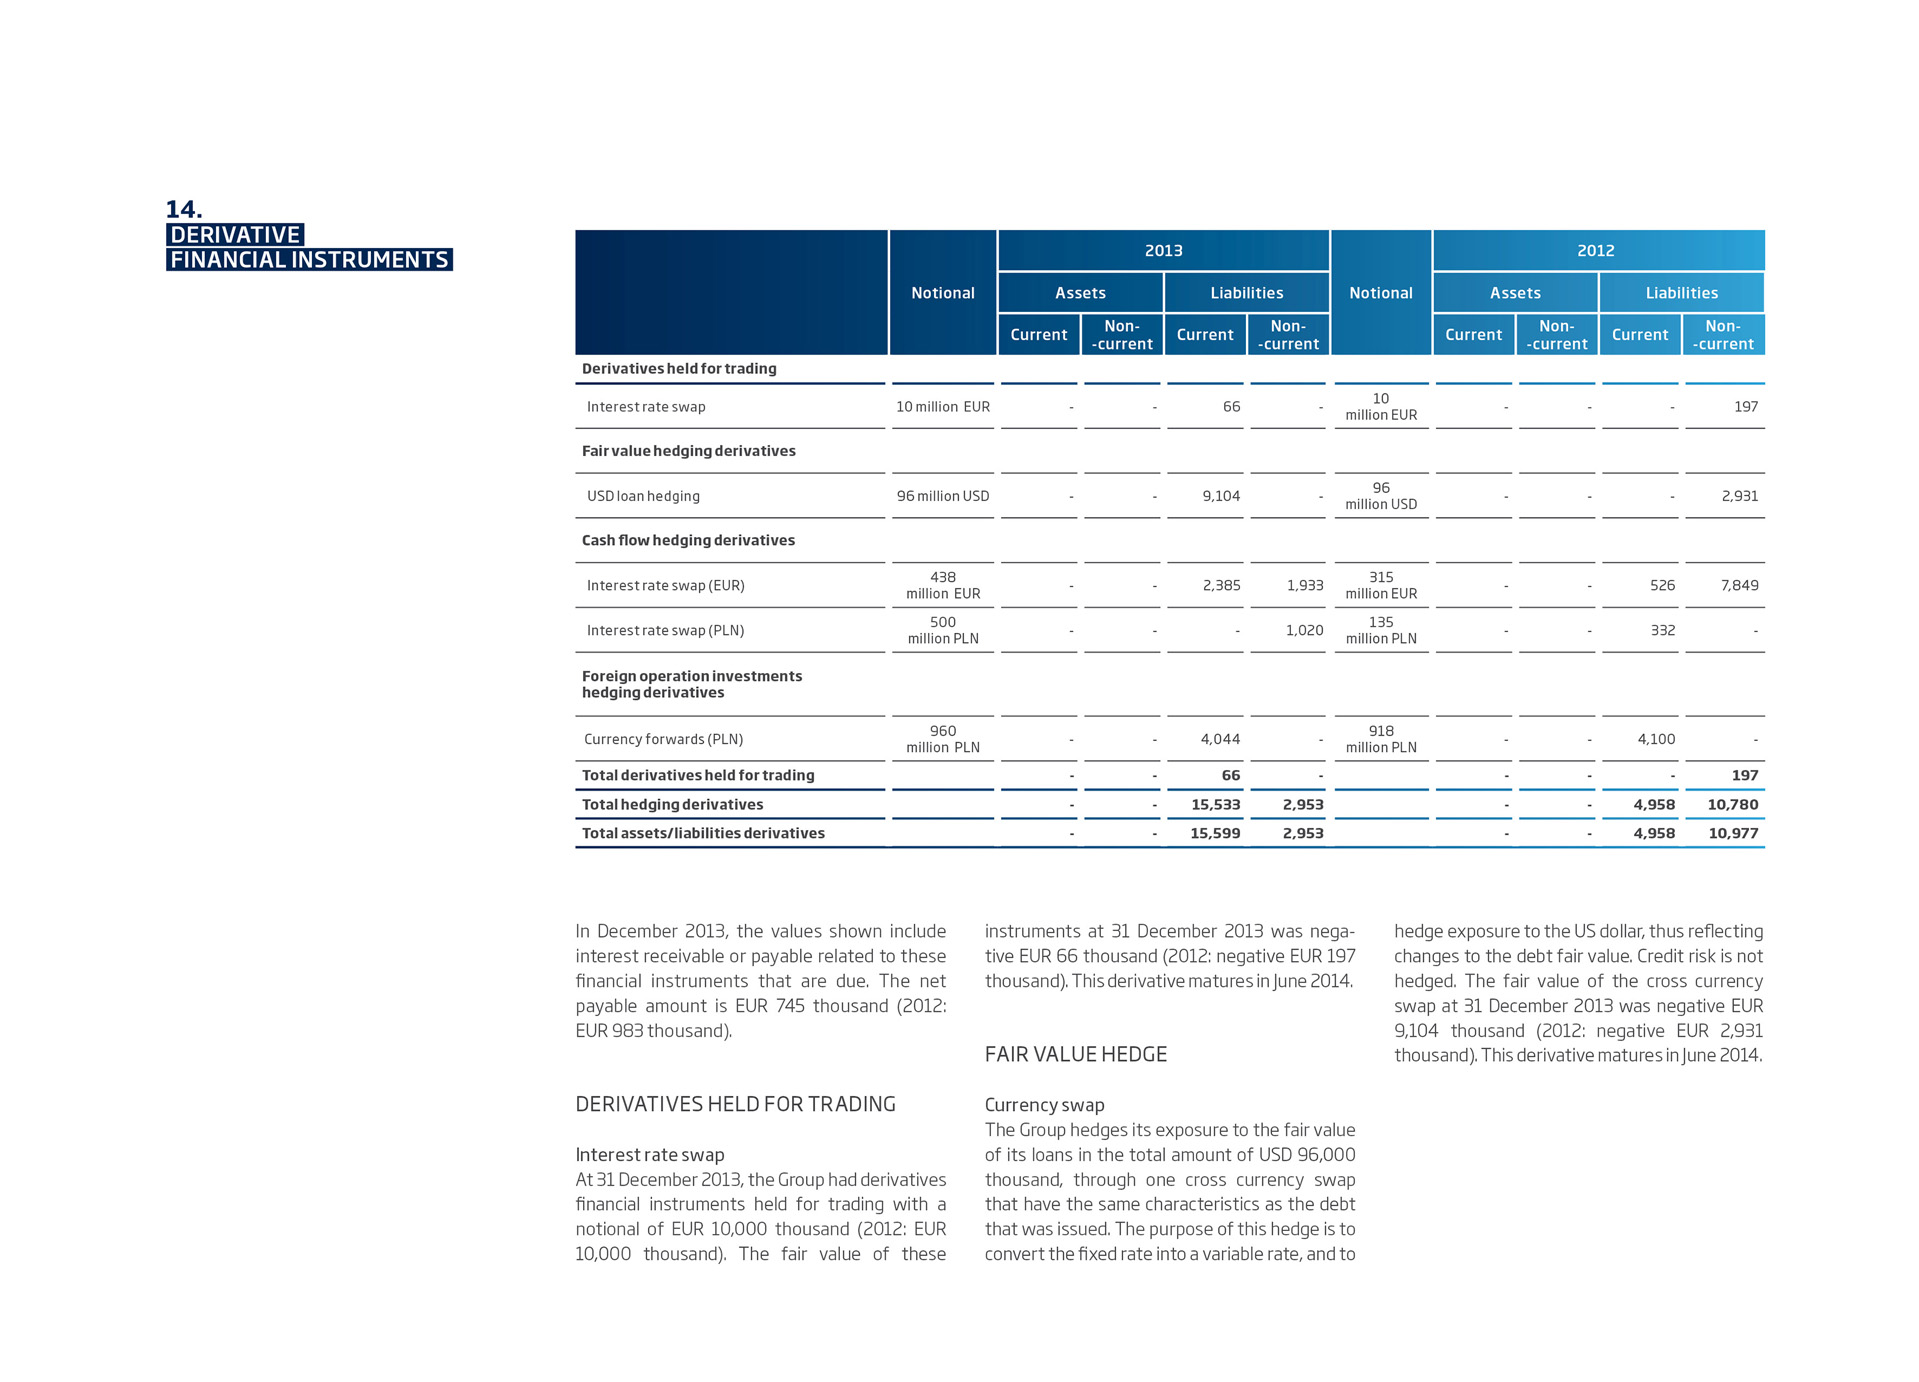 14.
DERIVATIVE
FINANCIAL INSTRUMENTS
Notional 2013 Notional 2012
Assets Liabilities Assets Liabilities
Current Non-
-current Current Non-
-current Current Non-
-current Current Non-
-current
Derivatives held for trading
Interest rate swap 10 million EUR - - 66 - 10
million EUR - - - 197
Fair value hedging derivatives
USD loan hedging 96 million USD - - 9,104 - 96
million USD - - - 2,931
Cash flow hedging derivatives
Interest rate swap (EUR) 438
million EUR - - 2,385 1,933 315
million EUR - - 526 7,849
Interest rate swap (PLN) 500
million PLN - - - 1,020 135
million PLN - - 332 -
Foreign operation investments
hedging derivatives
Currency forwards (PLN) 960
million PLN - - 4,044 - 918
million PLN - - 4,100 -
Total derivatives held for trading - - 66 - - - - 197
Total hedging derivatives - - 15,533 2,953 - - 4,958 10,780
Total assets/liabilities derivatives - - 15,599 2,953 - - 4,958 10,977
In December 2013, the values shown include
interest receivable or payable related to these
financial instruments that are due. The net
payable amount is EUR 745 thousand (2012:
EUR 983 thousand).
DERIVATIVES HELD FOR TRADING
Interest rate swap
At 31 December 2013, the Group had derivatives
financial instruments held for trading with a
notional of EUR 10,000 thousand (2012: EUR
10,000 thousand). The fair value of these
instruments at 31 December 2013 was nega-
tive EUR 66 thousand (2012: negative EUR 197
thousand). This derivative matures in June 2014.
FAIR VALUE HEDGE
Currency swap
The Group hedges its exposure to the fair value
of its loans in the total amount of USD 96,000
thousand, through one cross currency swap
that have the same characteristics as the debt
that was issued. The purpose of this hedge is to
convert the fixed rate into a variable rate, and to
hedge exposure to the US dollar, thus reflecting
changes to the debt fair value. Credit risk is not
hedged. The fair value of the cross currency
swap at 31 December 2013 was negative EUR
9,104 thousand (2012: negative EUR 2,931
thousand). This derivative matures in June 2014.